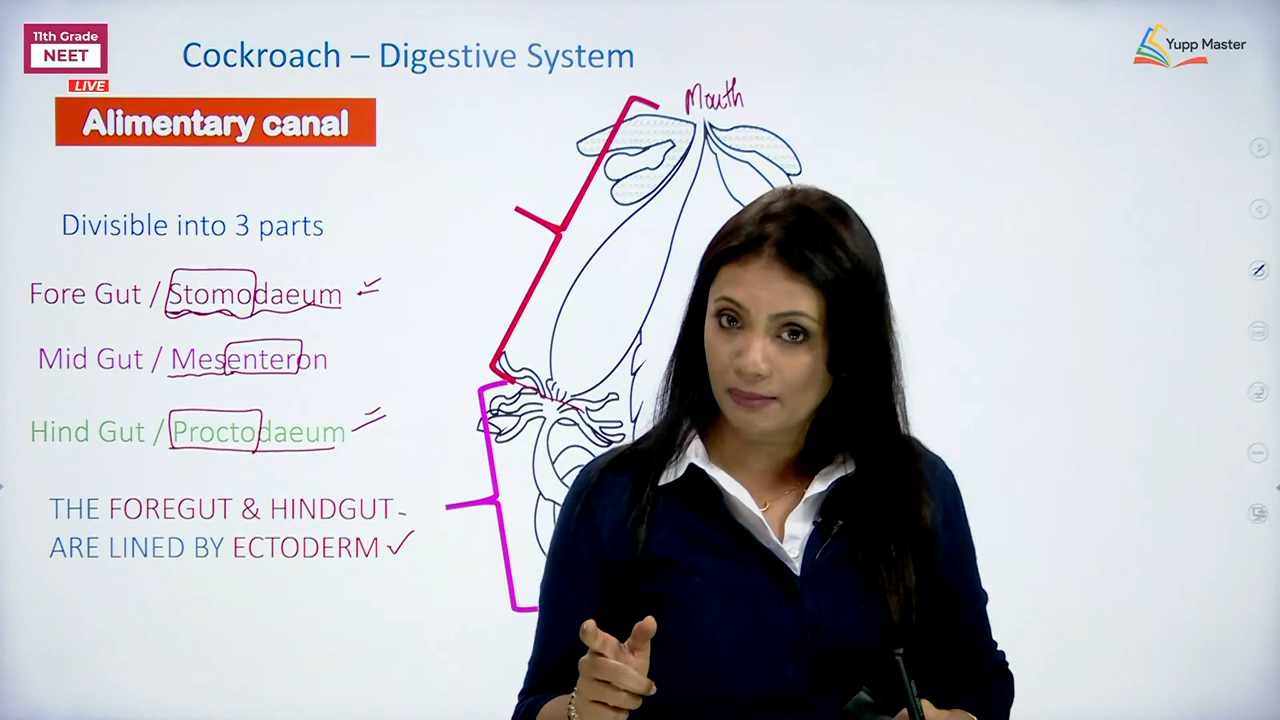 11th Grade
NEET
LIVE
Cockroach – Digestive System
Yupp Master
Alimentary canal
Mouth
Divisible into 3 parts
Fore Gut / Stomodaeum
Mid Gut / Mesenteron
Hind Gut / Proctodaeum
THE FOREGUT & HINDGUT
ARE LINED BY ECTODERM